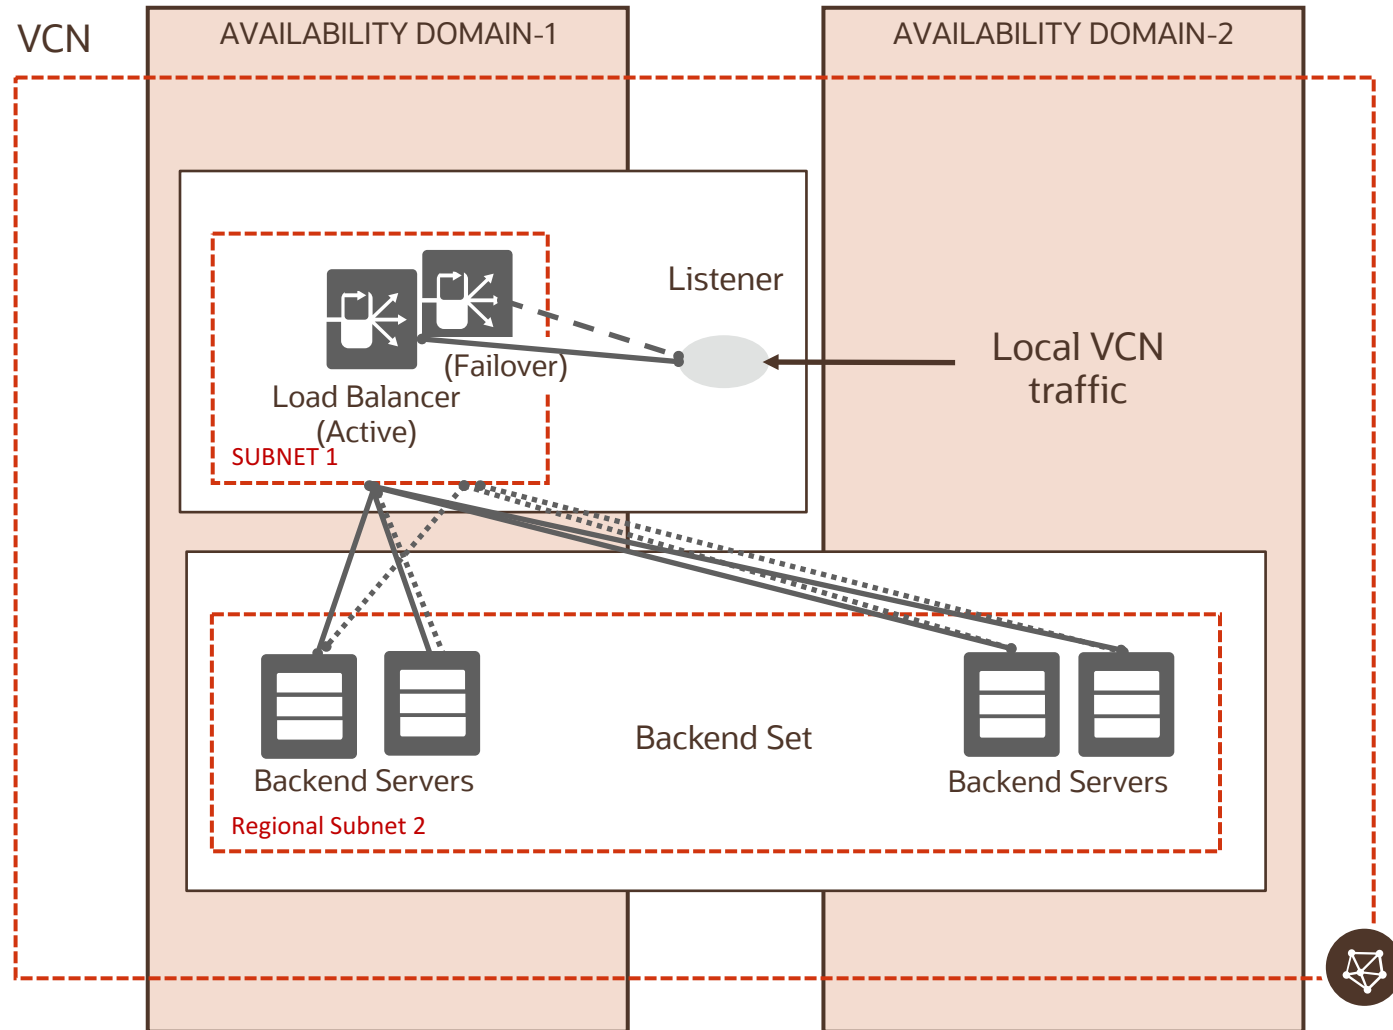 VCN
AVAILABILITY DOMAIN-1
AVAILABILITY DOMAIN-2
Listener
(Failover)
Load Balancer
(Active)
SUBNET 1
Local VCN
traffic
Backend Set
Backend Servers
Backend Servers
Regional Subnet 2